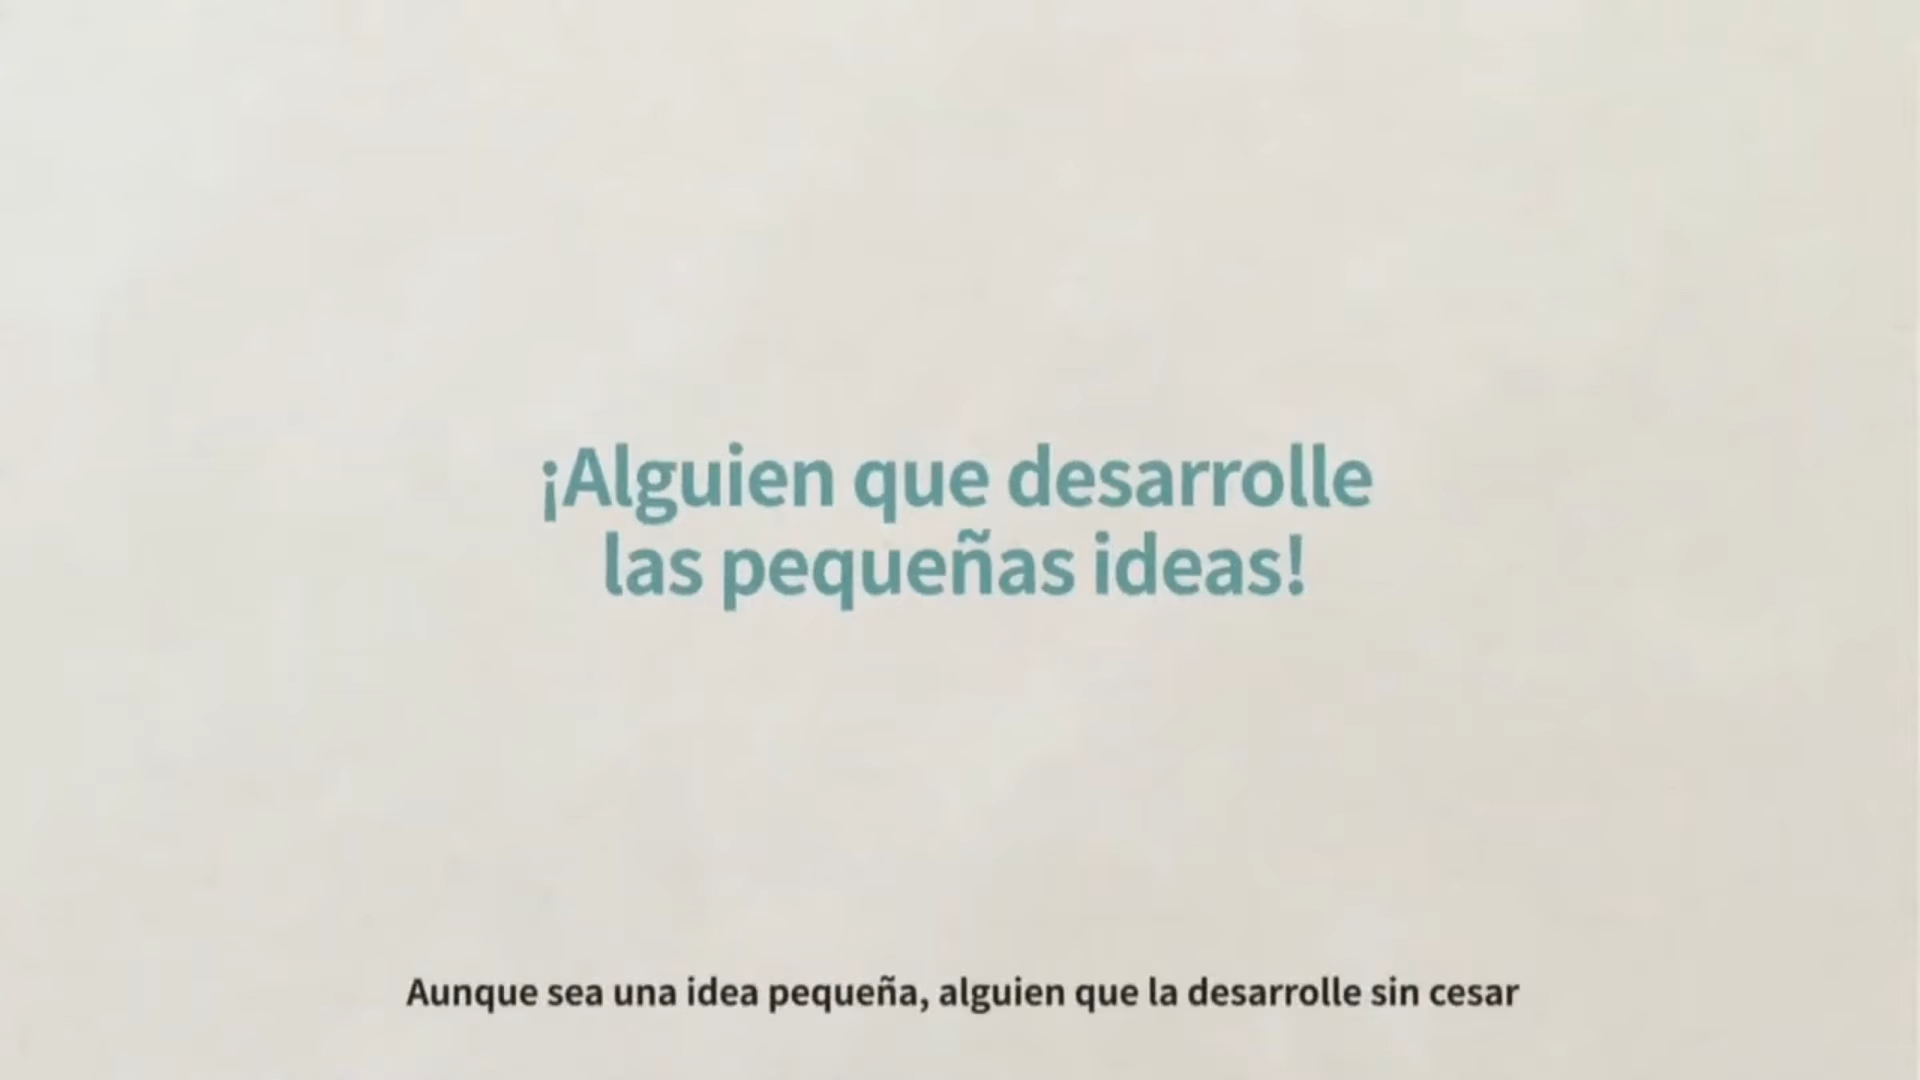 ¡Alguien que desarrolle
las pequeñas ideas!
Aunque sea una idea pequeña, alguien que la desarrolle sin cesar